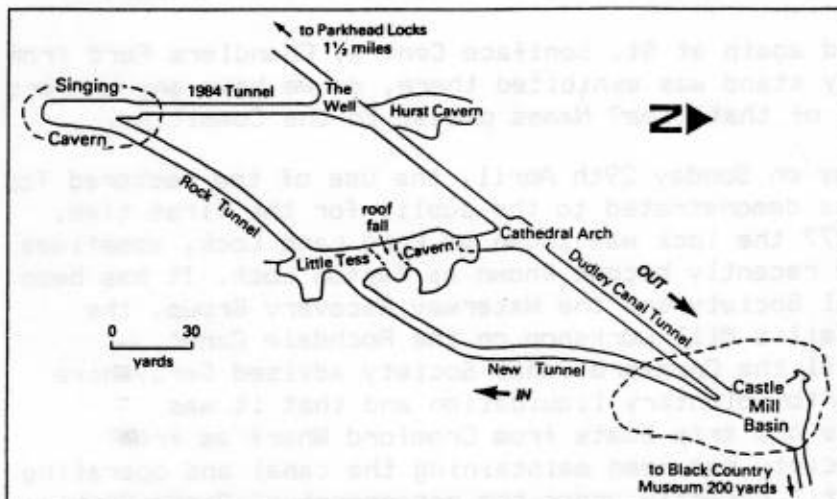 to Parkhead Locks
1½ miles
Singing
Cavern
1984 Tunnel
The
Well
Hurst Cavern
N
Rock Tunnel
roof
fall
Little Tess
Cavern
Cathedral Arch
OUT
Dudley Canal Tunnel
0 30
yards
New Tunnel
IN
Castle
Mill
Basin
to Black Country
Museum 200 yards